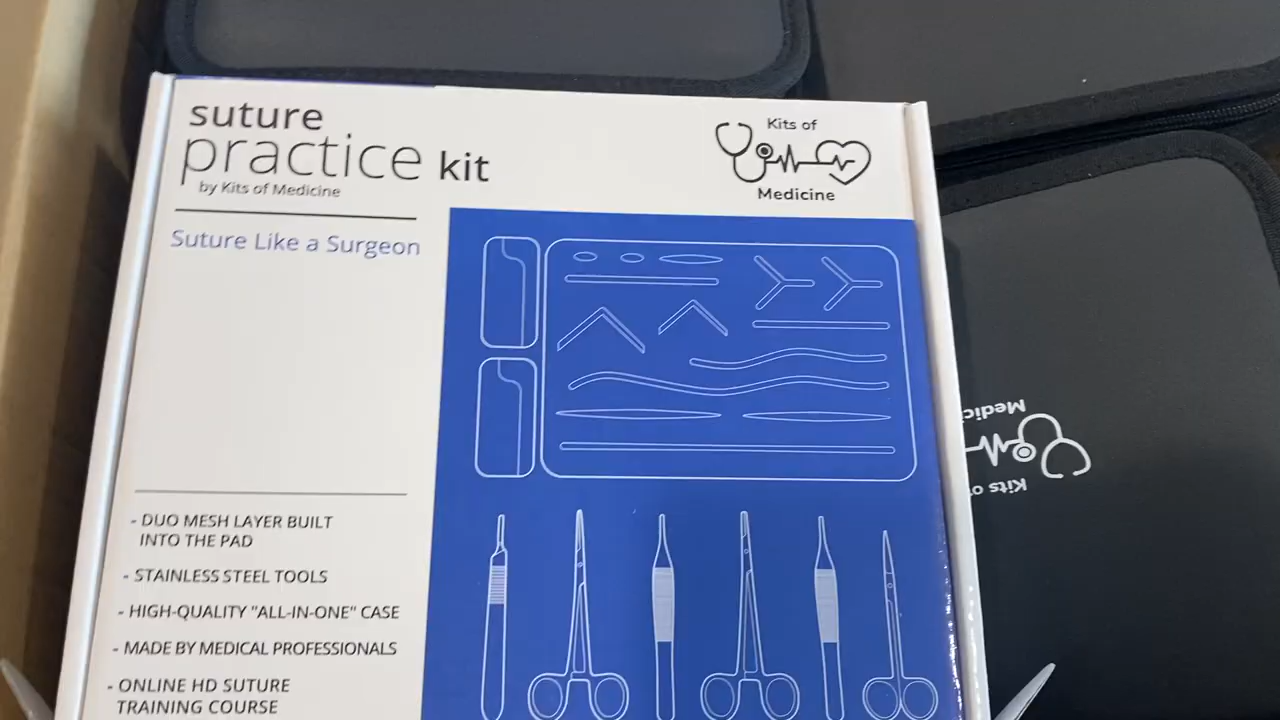 suture
practice kit
by Kits of Medicine
Kits of
Medicine
Suture Like a Surgeon
- DUO MESH LAYER BUILT
INTO THE PAD
- STAINLESS STEEL TOOLS
- HIGH-QUALITY "ALL-IN-ONE" CASE
- MADE BY MEDICAL PROFESSIONALS
- ONLINE HD SUTURE
TRAINING COURSE
Kits